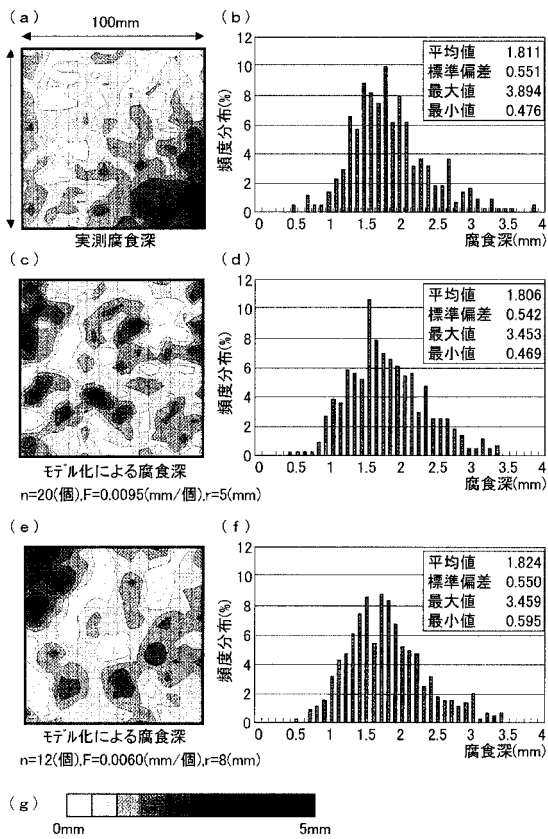 (a)
100mm
実測腐食深
(b)
頻度分布(%)
12
10
8
6
4
2
0
0 0.5 1 1.5 2 2.5 3 3.5 4
腐食深(mm)
平均値 1.811
標準偏差 0.551
最大値 3.894
最小値 0.476
(c)
モデル化による腐食深
n=20(個),F=0.0095(mm/個),r=5(mm)
(d)
頻度分布(%)
12
10
8
6
4
2
0
0 0.5 1 1.5 2 2.5 3 3.5 4
腐食深(mm)
平均値 1.806
標準偏差 0.542
最大値 3.453
最小値 0.469
(e)
モデル化による腐食深
n=12(個),F=0.0060(mm/個),r=8(mm)
(f)
頻度分布(%)
12
10
8
6
4
2
0
0 0.5 1 1.5 2 2.5 3 3.5 4
腐食深(mm)
平均値 1.824
標準偏差 0.550
最大値 3.459
最小値 0.595
(g)
0mm 5mm